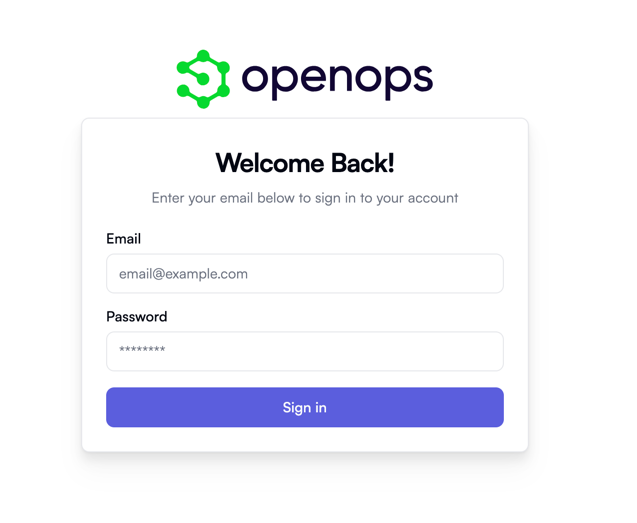 openops
Welcome Back!
Enter your email below to sign in to your account
Email
email@example.com
Password
********
Sign in